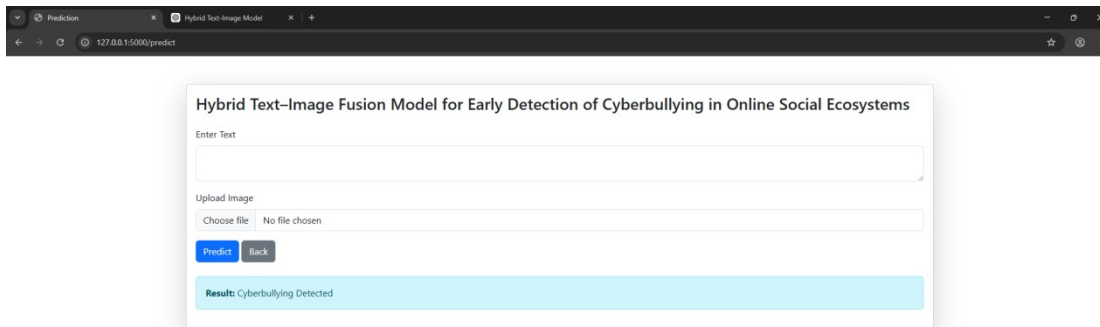 Prediction
Hybrid Text-Image Model
127.0.0.1:5000/predict
Hybrid Text–Image Fusion Model for Early Detection of Cyberbullying in Online Social Ecosystems
Enter Text
Upload Image
Choose file No file chosen
Predict Back
Result: Cyberbullying Detected